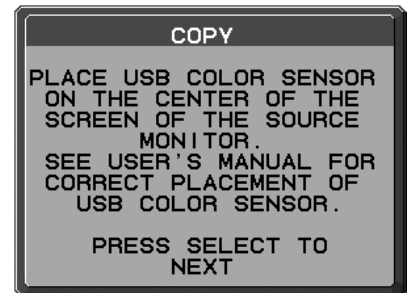 COPY
PLACE USB COLOR SENSOR
ON THE CENTER OF THE
SCREEN OF THE SOURCE
MONITOR.
SEE USER'S MANUAL FOR
CORRECT PLACEMENT OF
USB COLOR SENSOR.
PRESS SELECT TO
NEXT